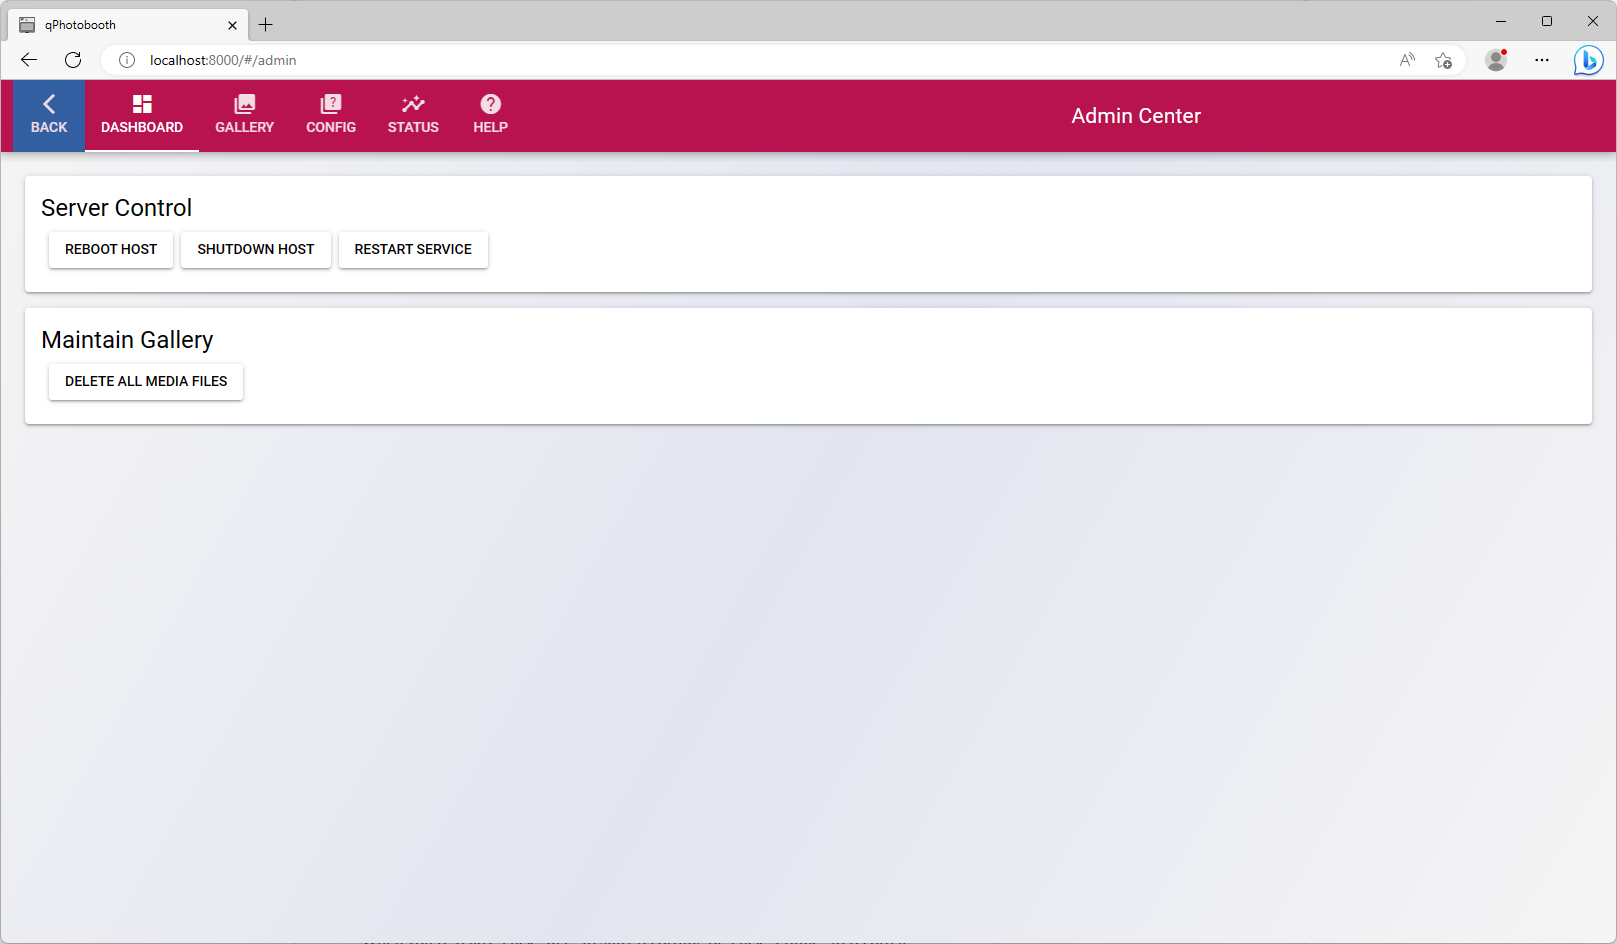 qPhotobooth
localhost:8000/#/admin
BACK
DASHBOARD
GALLERY
CONFIG
STATUS
HELP
Admin Center
Server Control
REBOOT HOST
SHUTDOWN HOST
RESTART SERVICE
Maintain Gallery
DELETE ALL MEDIA FILES